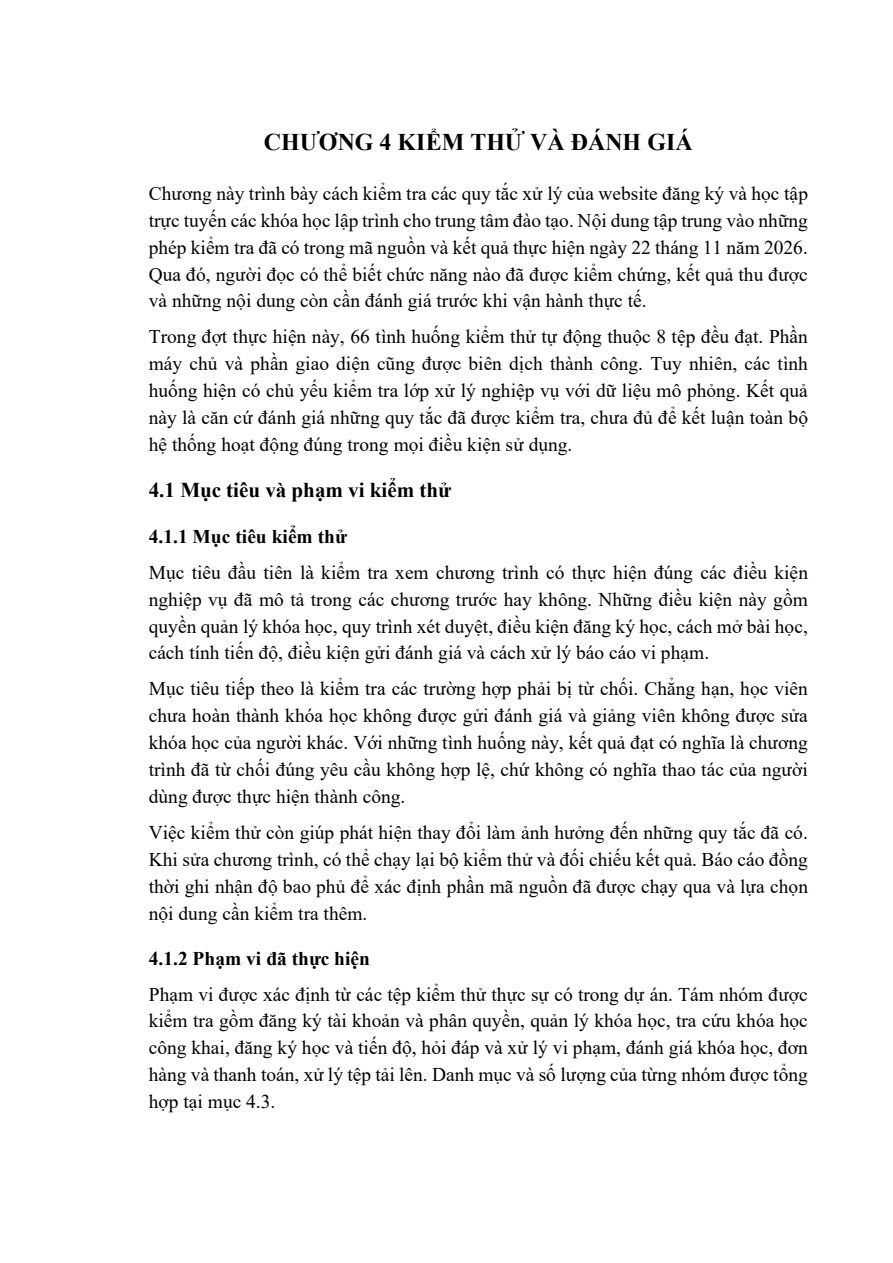 CHƯƠNG 4 KIỂM THỬ VÀ ĐÁNH GIÁ
Chương này trình bày cách kiểm tra các quy tắc xử lý của website đăng ký và học tập
trực tuyến các khóa học lập trình cho trung tâm đào tạo. Nội dung tập trung vào những
phép kiểm tra đã có trong mã nguồn và kết quả thực hiện ngày 22 tháng 11 năm 2026.
Qua đó, người đọc có thể biết chức năng nào đã được kiểm chứng, kết quả thu được
và những nội dung còn cần đánh giá trước khi vận hành thực tế.
Trong đợt thực hiện này, 66 tình huống kiểm thử tự động thuộc 8 tệp đều đạt. Phần
máy chủ và phần giao diện cũng được biên dịch thành công. Tuy nhiên, các tình
huống hiện có chủ yếu kiểm tra lớp xử lý nghiệp vụ với dữ liệu mô phỏng. Kết quả
này là căn cứ đánh giá những quy tắc đã được kiểm tra, chưa đủ để kết luận toàn bộ
hệ thống hoạt động đúng trong mọi điều kiện sử dụng.
4.1 Mục tiêu và phạm vi kiểm thử
4.1.1 Mục tiêu kiểm thử
Mục tiêu đầu tiên là kiểm tra xem chương trình có thực hiện đúng các điều kiện
nghiệp vụ đã mô tả trong các chương trước hay không. Những điều kiện này gồm
quyền quản lý khóa học, quy trình xét duyệt, điều kiện đăng ký học, cách mở bài học,
cách tính tiến độ, điều kiện gửi đánh giá và cách xử lý báo cáo vi phạm.
Mục tiêu tiếp theo là kiểm tra các trường hợp phải bị từ chối. Chẳng hạn, học viên
chưa hoàn thành khóa học không được gửi đánh giá và giảng viên không được sửa
khóa học của người khác. Với những tình huống này, kết quả đạt có nghĩa là chương
trình đã từ chối đúng yêu cầu không hợp lệ, chứ không có nghĩa thao tác của người
dùng được thực hiện thành công.
Việc kiểm thử còn giúp phát hiện thay đổi làm ảnh hưởng đến những quy tắc đã có.
Khi sửa chương trình, có thể chạy lại bộ kiểm thử và đối chiếu kết quả. Báo cáo đồng
thời ghi nhận độ bao phủ để xác định phần mã nguồn đã được chạy qua và lựa chọn
nội dung cần kiểm tra thêm.
4.1.2 Phạm vi đã thực hiện
Phạm vi được xác định từ các tệp kiểm thử thực sự có trong dự án. Tám nhóm được
kiểm tra gồm đăng ký tài khoản và phân quyền, quản lý khóa học, tra cứu khóa học
công khai, đăng ký học và tiến độ, hỏi đáp và xử lý vi phạm, đánh giá khóa học, đơn
hàng và thanh toán, xử lý tệp tải lên. Danh mục và số lượng của từng nhóm được tổng
hợp tại mục 4.3.